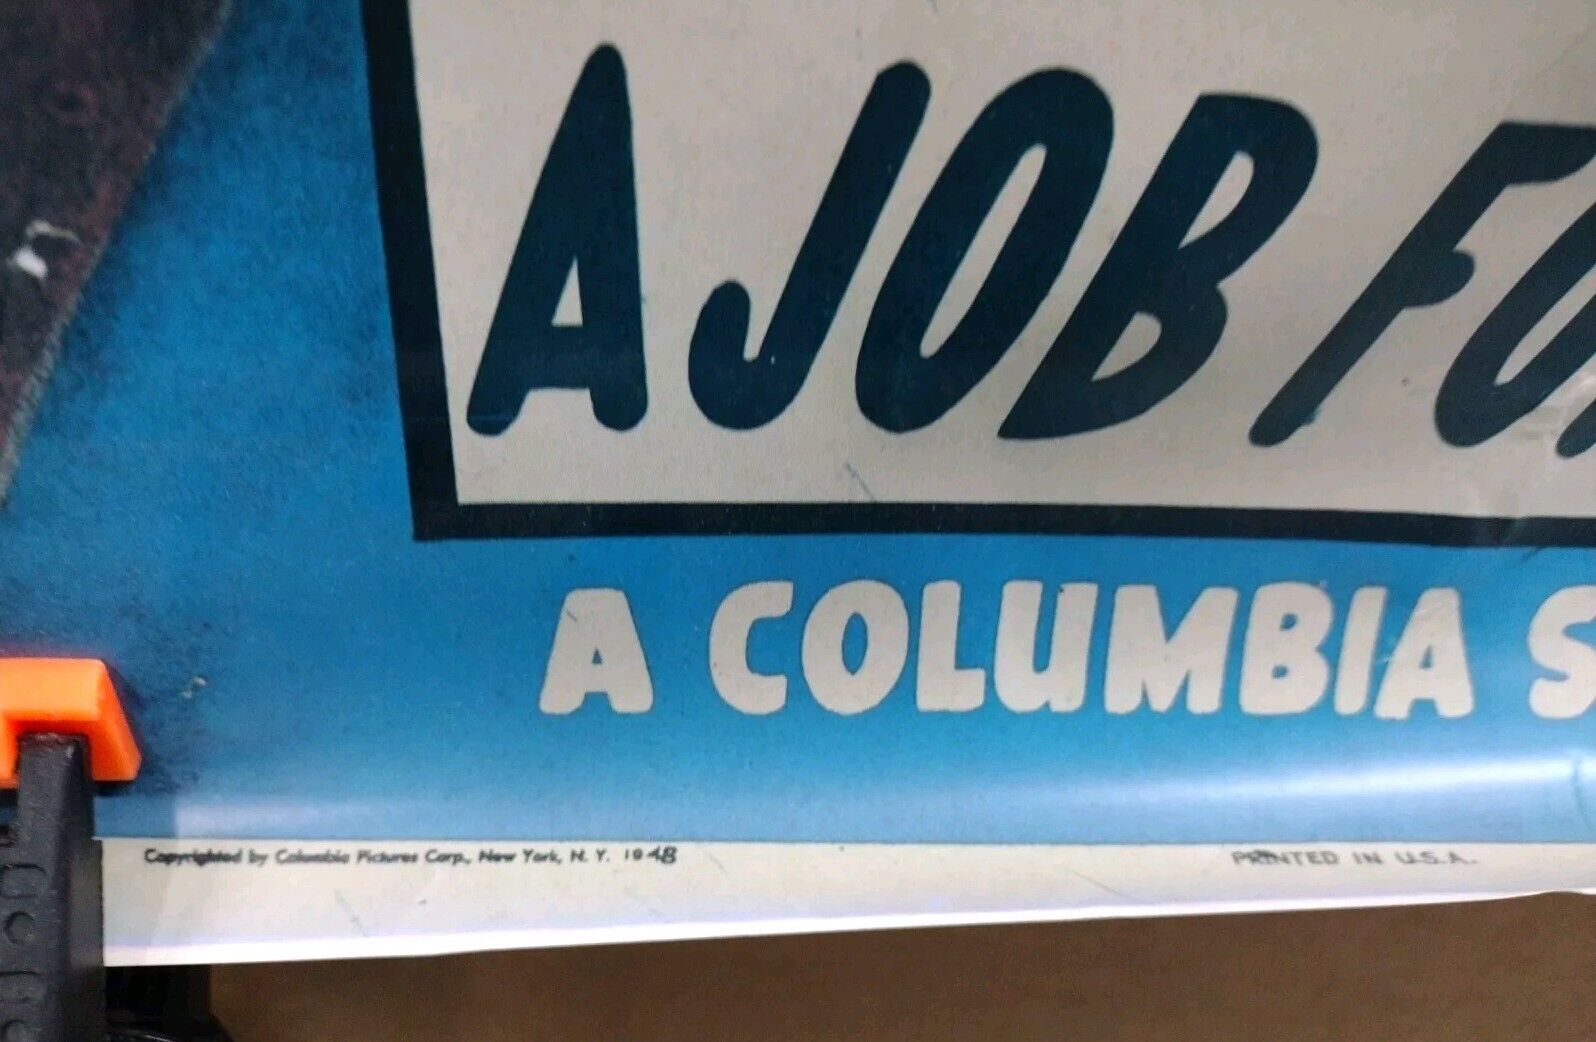 A JOB FO
A COLUMBIA S
Copyrighted by Columbia Pictures Corp., New York, N. Y. 1948
PRINTED IN U.S.A.